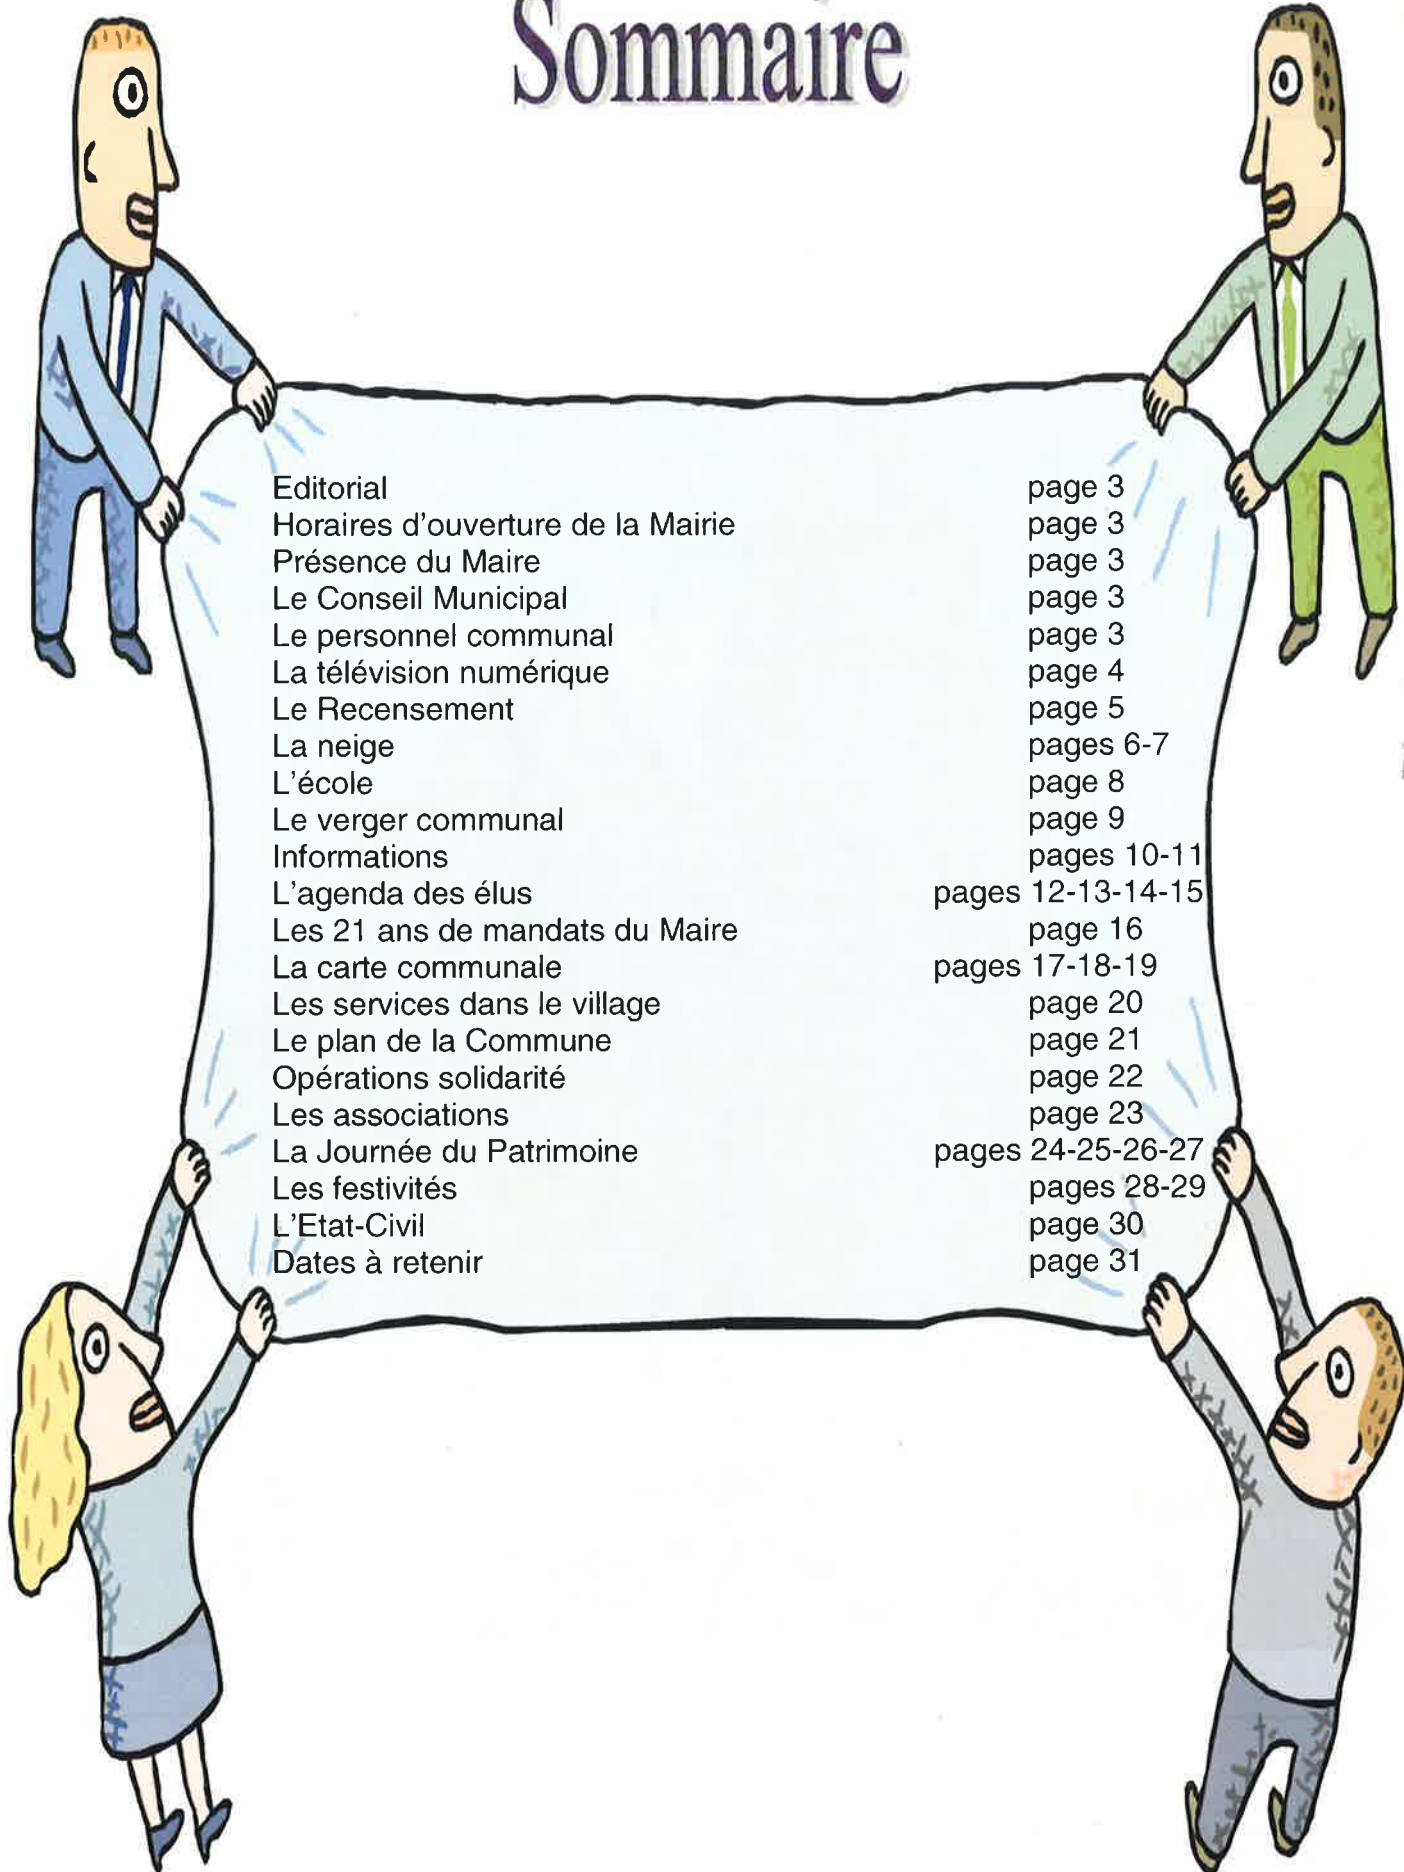 Sommaire
Editorial page 3
Horaires d'ouverture de la Mairie page 3
Présence du Maire page 3
Le Conseil Municipal page 3
Le personnel communal page 3
La télévision numérique page 4
Le Recensement page 5
La neige pages 6-7
L'école page 8
Le verger communal page 9
Informations pages 10-11
L'agenda des élus pages 12-13-14-15
Les 21 ans de mandats du Maire page 16
La carte communale pages 17-18-19
Les services dans le village page 20
Le plan de la Commune page 21
Opérations solidarité page 22
Les associations page 23
La Journée du Patrimoine pages 24-25-26-27
Les festivités pages 28-29
L'Etat-Civil page 30
Dates à retenir page 31